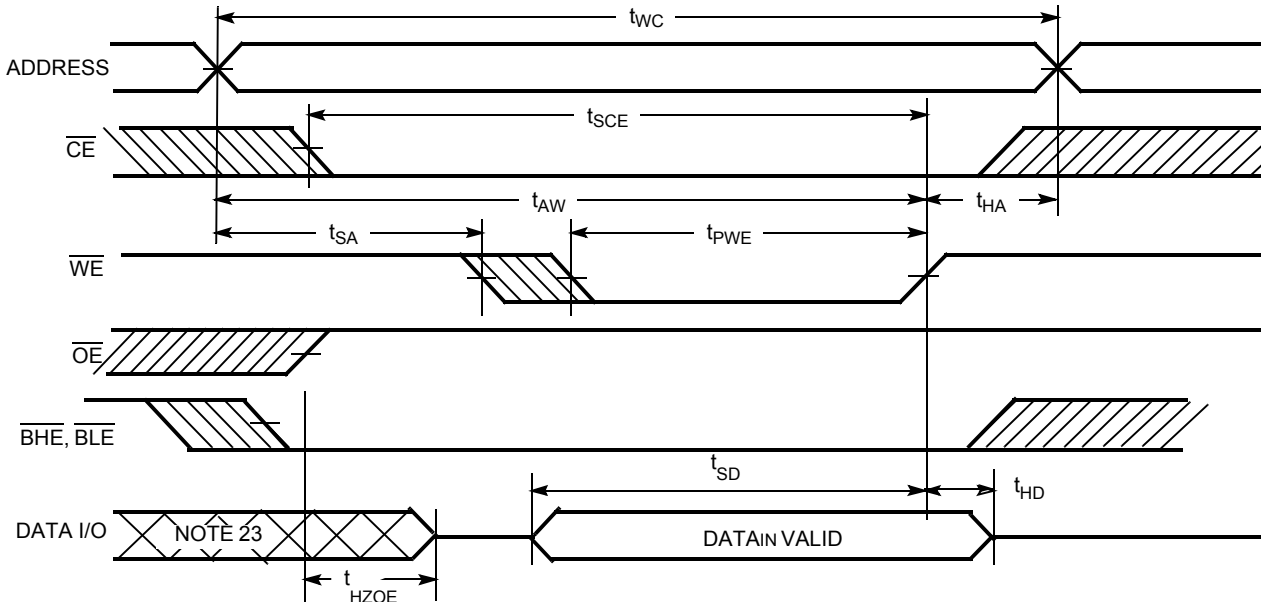 tWC
ADDRESS
tSCE
CE
tAW
tHA
tSA
tPWE
WE
OE
BHE, BLE
tSD
tHD
DATA I/O
NOTE 23
DATAIN VALID
tHZOE